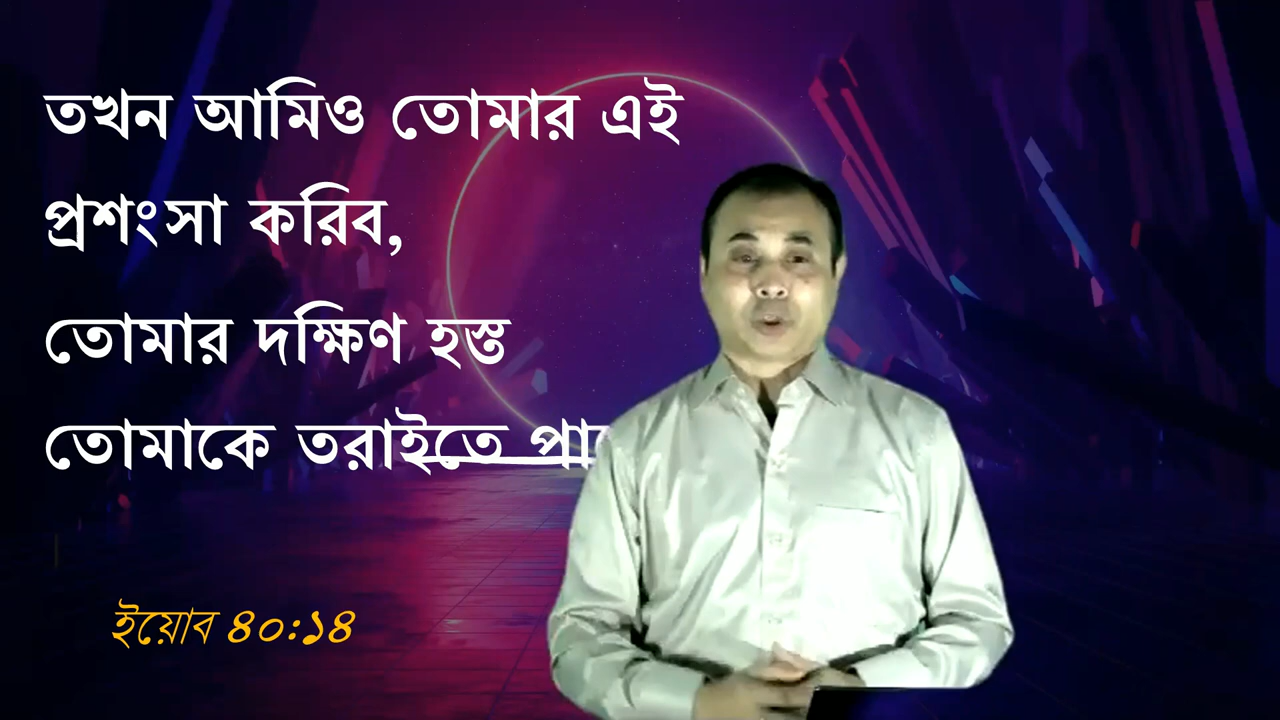 তখন আমিও তোমার এই
প্রশংসা করিব,
তোমার দক্ষিণ হস্ত
তোমাকে তরাইতে
ইয়োব ৪০:১৪